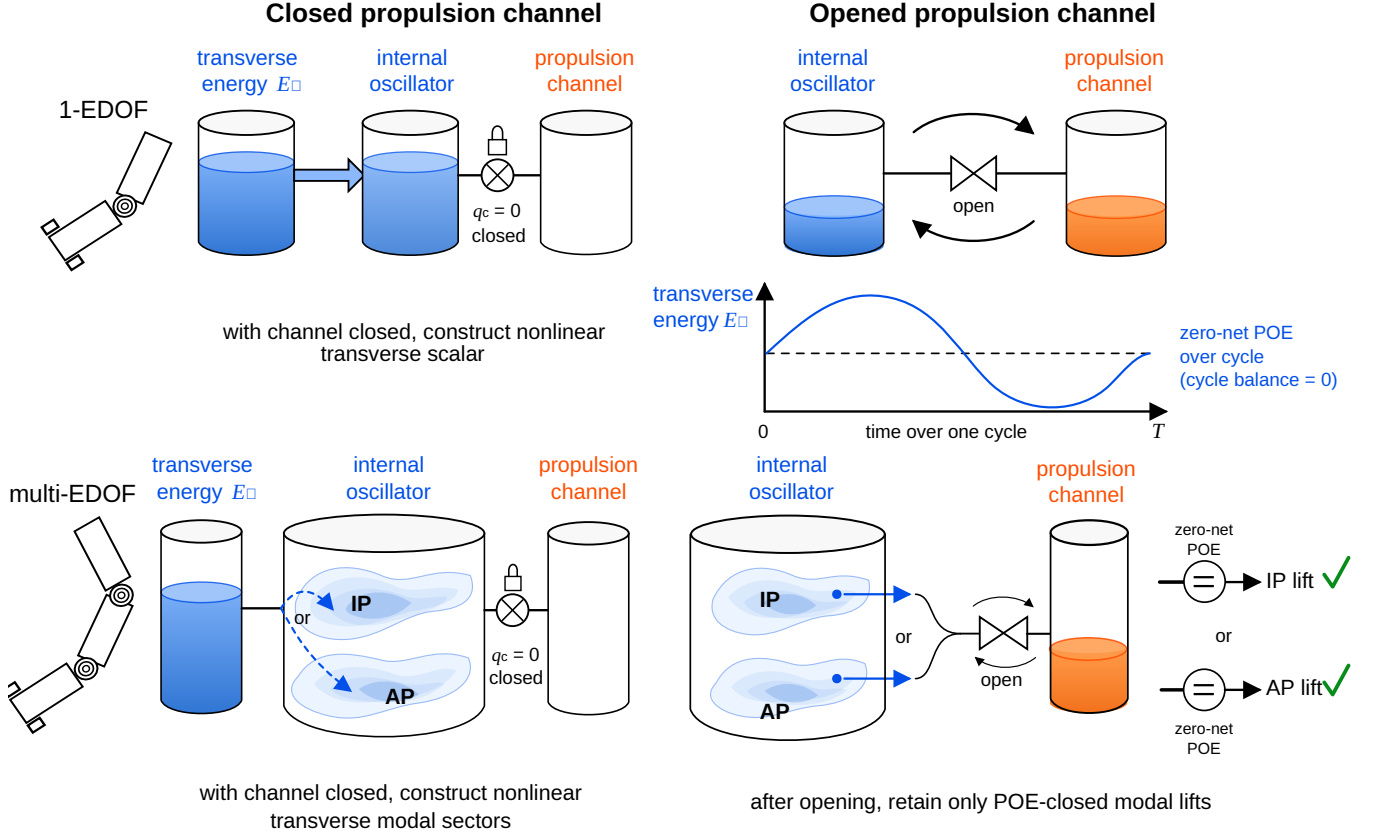 Closed propulsion channel
Opened propulsion channel
transverse
energy E□
internal
oscillator
propulsion
channel
internal
oscillator
propulsion
channel
1-EDOF
qc = 0
closed
open
with channel closed, construct nonlinear
transverse scalar
transverse
energy E□
zero-net POE
over cycle
(cycle balance = 0)
0
time over one cycle
T
multi-EDOF
transverse
energy E□
internal
oscillator
propulsion
channel
internal
oscillator
propulsion
channel
IP
or
AP
qc = 0
closed
IP
or
AP
open
zero-net
POE
=
IP lift
or
=
AP lift
zero-net
POE
with channel closed, construct nonlinear
transverse modal sectors
after opening, retain only POE-closed modal lifts